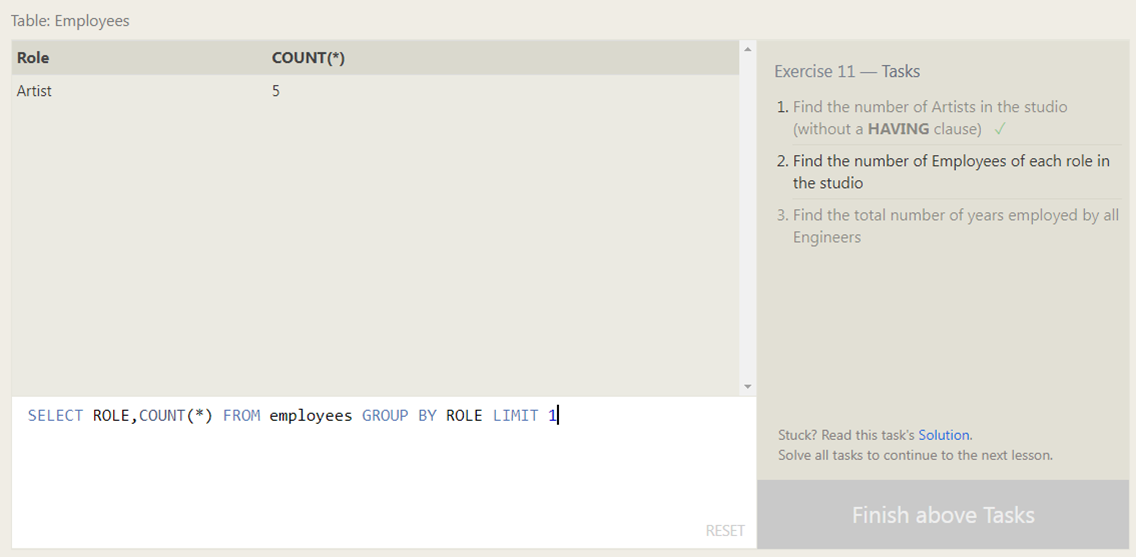 Table: Employees
Role COUNT(*)
Artist 5
SELECT ROLE,COUNT(*) FROM employees GROUP BY ROLE LIMIT 1
RESET
Exercise 11 — Tasks
1. Find the number of Artists in the studio
(without a HAVING clause) ✓
2. Find the number of Employees of each role in
the studio
3. Find the total number of years employed by all
Engineers
Stuck? Read this task's Solution.
Solve all tasks to continue to the next lesson.
Finish above Tasks